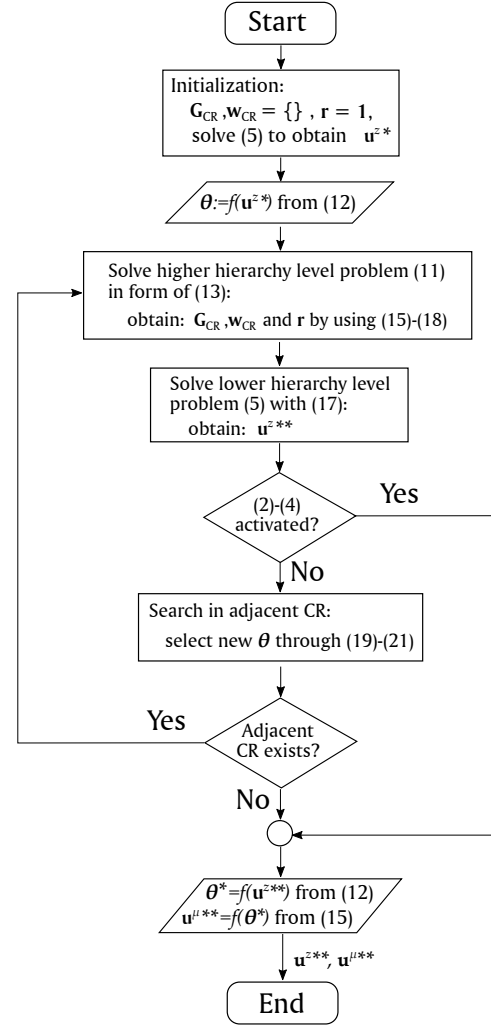 Start
Initialization:
G_CR ,w_CR = {} , r = 1,
solve (5) to obtain u^z*
θ:=f(u^z*) from (12)
Solve higher hierarchy level problem (11)
in form of (13):
obtain: G_CR ,w_CR and r by using (15)-(18)
Solve lower hierarchy level
problem (5) with (17):
obtain: u^z**
(2)-(4)
activated?
Yes
No
Search in adjacent CR:
select new θ through (19)-(21)
Yes
Adjacent
CR exists?
No
θ*=f(u^z**) from (12)
u^μ**=f(θ*) from (15)
u^z**, u^μ**
End